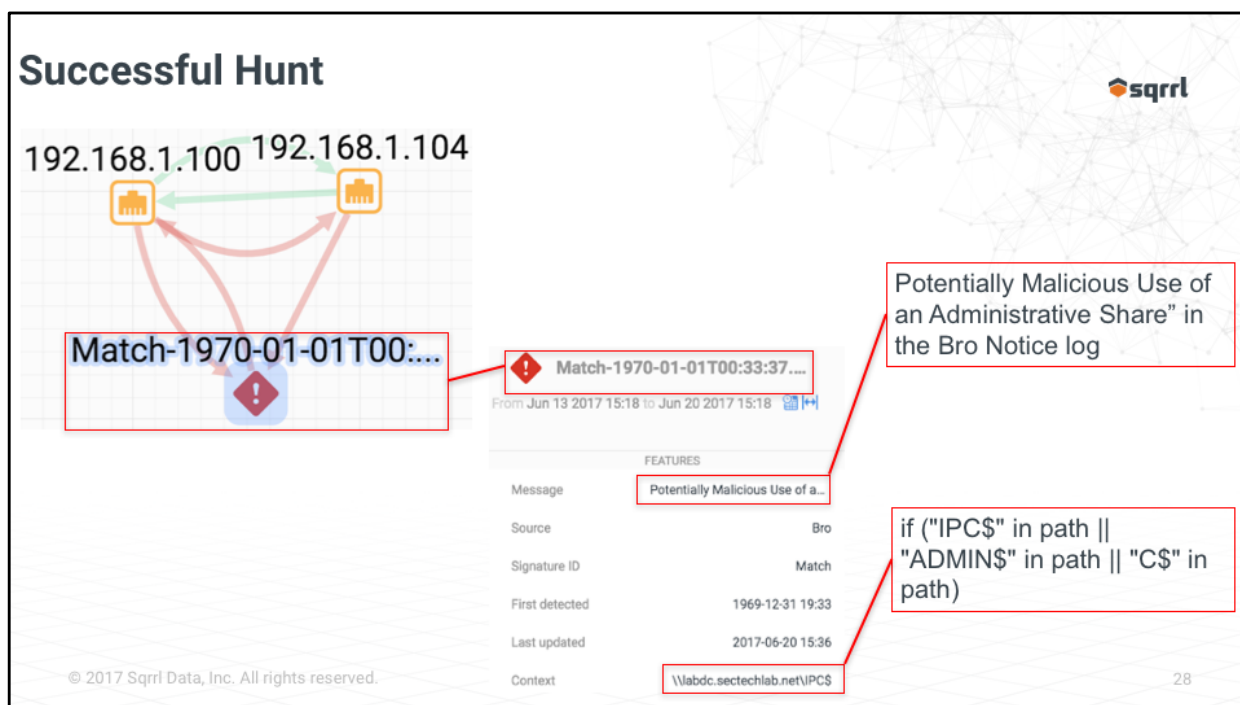 Successful Hunt
sqrrl
192.168.1.100
192.168.1.104
Match-1970-01-01T00:...
Match-1970-01-01T00:33:37....
From Jun 13 2017 15:18 to Jun 20 2017 15:18
FEATURES
Message Potentially Malicious Use of a...
Source Bro
Signature ID Match
First detected 1969-12-31 19:33
Last updated 2017-06-20 15:36
Context \\labdc.sectechlab.net\IPC$
Potentially Malicious Use of
an Administrative Share” in
the Bro Notice log
if ("IPC$" in path ||
"ADMIN$" in path || "C$" in
path)
© 2017 Sqrrl Data, Inc. All rights reserved.
28